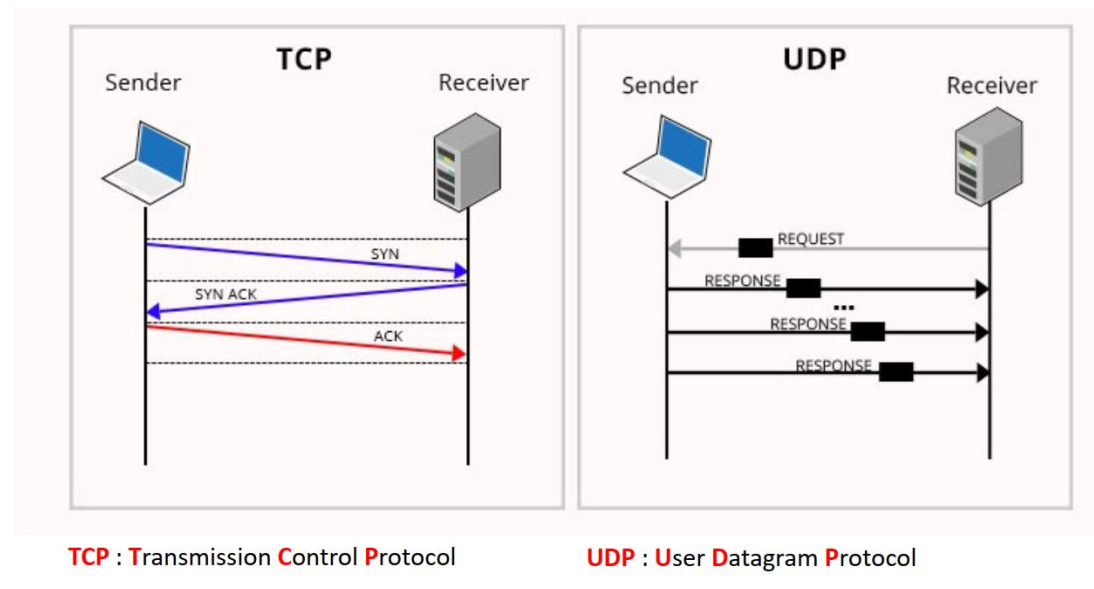 TCP
Sender
Receiver
SYN
SYN ACK
ACK
UDP
Sender
Receiver
REQUEST
RESPONSE
...
RESPONSE
RESPONSE
TCP : Transmission Control Protocol
UDP : User Datagram Protocol